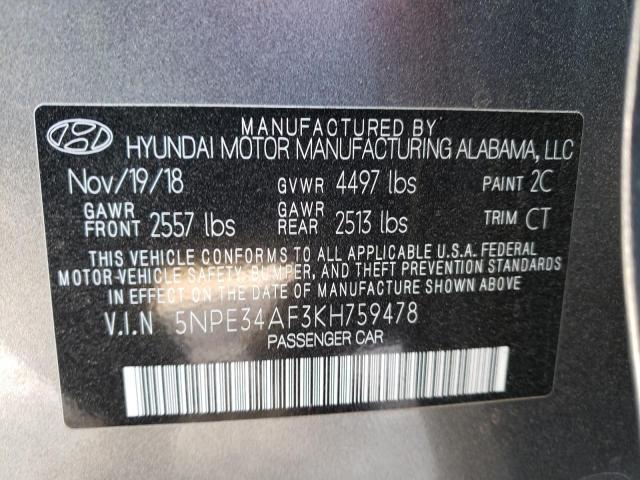 MANUFACTURED BY
HYUNDAI MOTOR MANUFACTURING ALABAMA, LLC
Nov/19/18 GVWR 4497 lbs PAINT 2C
GAWR FRONT 2557 lbs GAWR REAR 2513 lbs TRIM CT
THIS VEHICLE CONFORMS TO ALL APPLICABLE U.S.A. FEDERAL
MOTOR-VEHICLE SAFETY, BUMPER, AND THEFT PREVENTION STANDARDS
IN EFFECT ON THE DATE OF MANUFACTURE SHOWN ABOVE.
V.I.N 5NPE34AF3KH759478
PASSENGER CAR